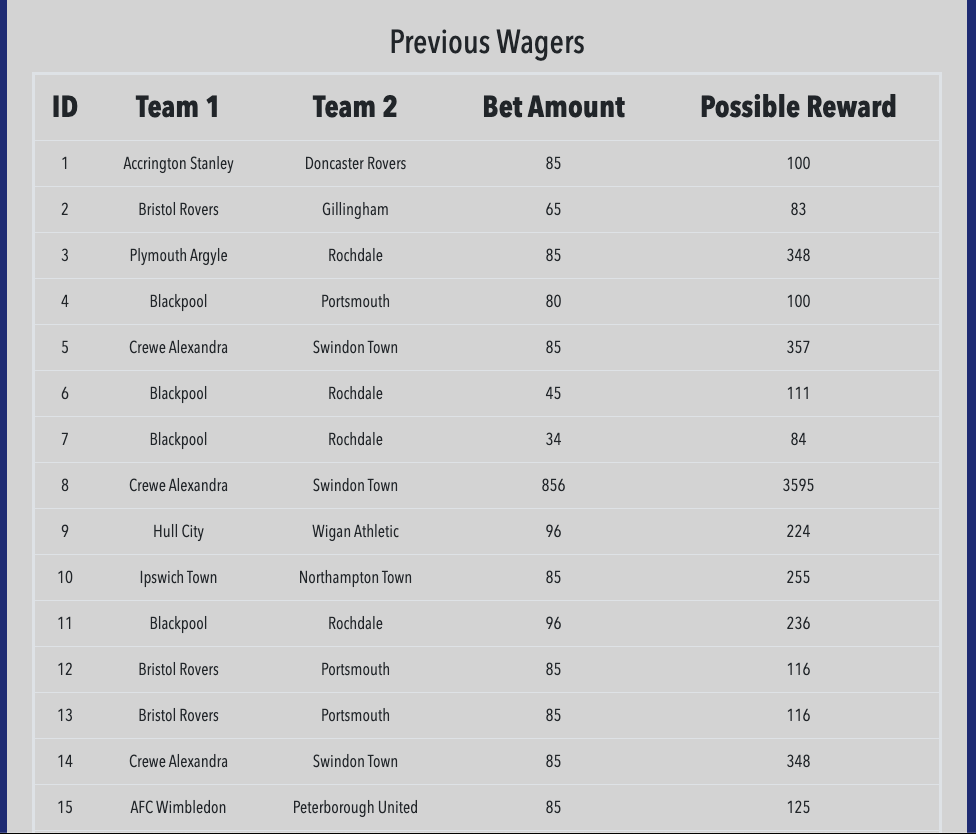 Previous Wagers
ID Team 1 Team 2 Bet Amount Possible Reward
1 Accrington Stanley Doncaster Rovers 85 100
2 Bristol Rovers Gillingham 65 83
3 Plymouth Argyle Rochdale 85 348
4 Blackpool Portsmouth 80 100
5 Crewe Alexandra Swindon Town 85 357
6 Blackpool Rochdale 45 111
7 Blackpool Rochdale 34 84
8 Crewe Alexandra Swindon Town 856 3595
9 Hull City Wigan Athletic 96 224
10 Ipswich Town Northampton Town 85 255
11 Blackpool Rochdale 96 236
12 Bristol Rovers Portsmouth 85 116
13 Bristol Rovers Portsmouth 85 116
14 Crewe Alexandra Swindon Town 85 348
15 AFC Wimbledon Peterborough United 85 125